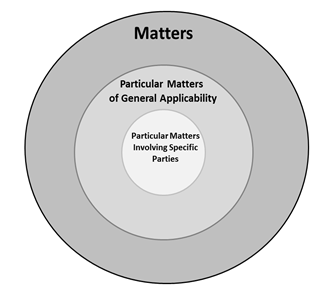 Matters
Particular Matters
of General Applicability
Particular Matters
Involving Specific
Parties